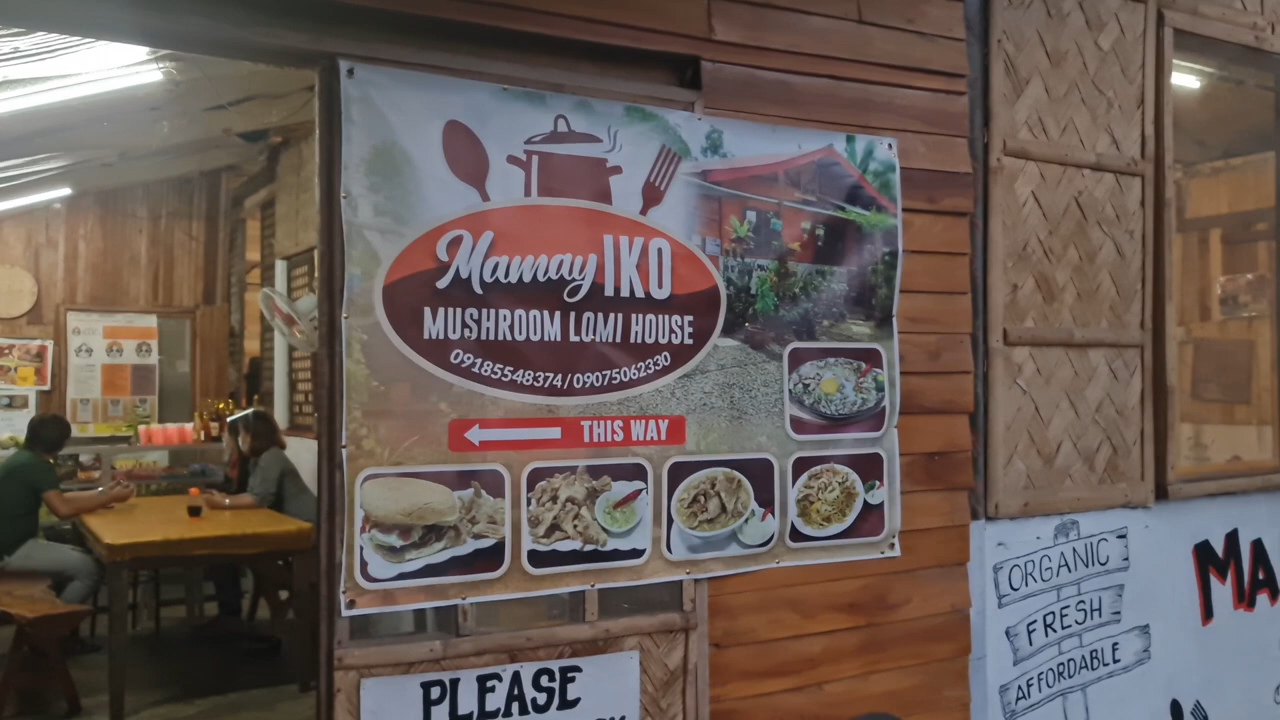 Mamay IKO
MUSHROOM LOMI HOUSE
09185548374 / 09075062330
THIS WAY
PLEASE
ORGANIC
FRESH
AFFORDABLE
MA